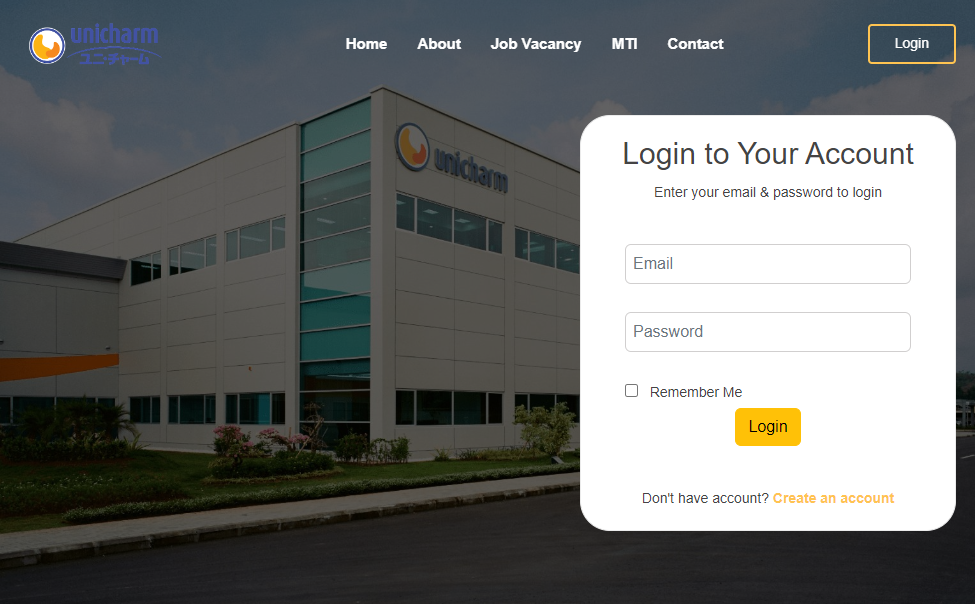 unicharm
ユニ・チャーム
Home About Job Vacancy MTI Contact
Login
unicharm
Login to Your Account
Enter your email & password to login
Email
Password
Remember Me
Login
Don't have account? Create an account